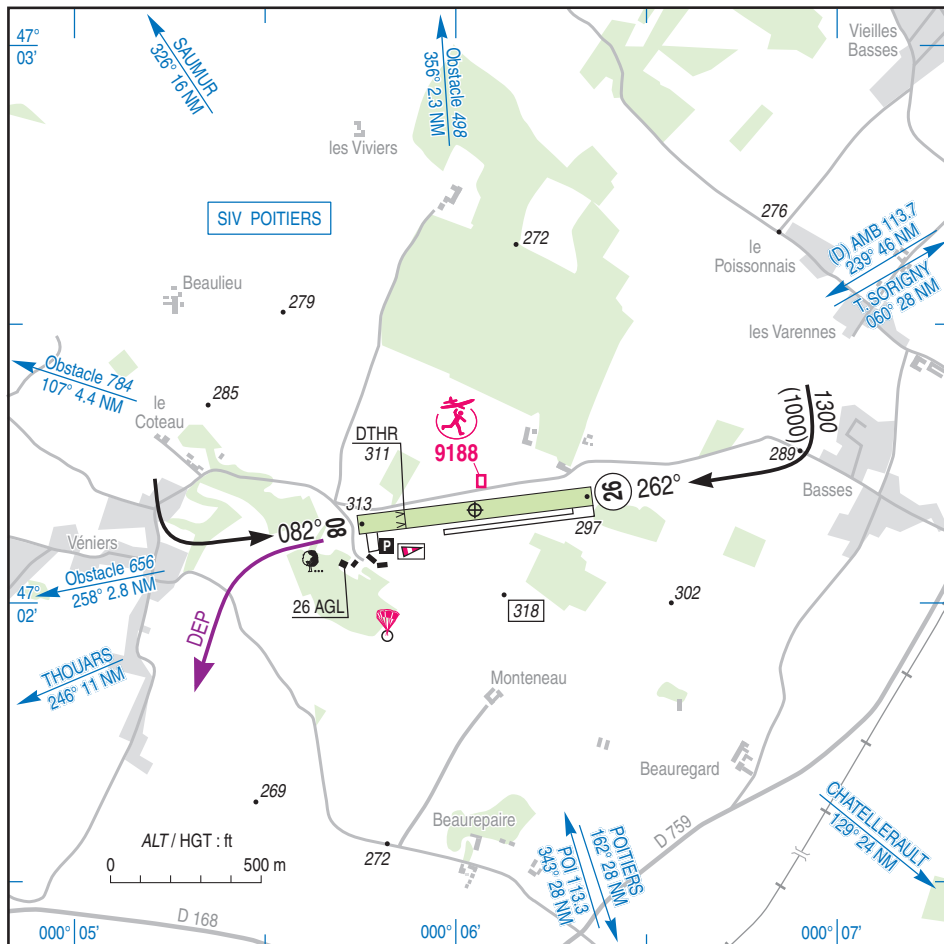 47°
03'
SAUMUR
326° 16 NM
Obstacle 498
356° 2.3 NM
Vieilles
Basses
les Viviers
SIV POITIERS
276
272
le
Poissonnais
(D) AMB 113.7
239° 46 NM
T. SORIGNY
060° 28 NM
Beaulieu
279
les Varennes
Obstacle 784
107° 4.4 NM
285
le
Coteau
DTHR
311
9188
1300
(1000)
289
Basses
313
26
262°
297
082°
08
P
Véniers
Obstacle 656
258° 2.8 NM
47°
02'
26 AGL
318
302
DEP
THOUARS
246° 11 NM
Monteneau
Beauregard
269
ALT / HGT : ft
0
500 m
272
Beaurepaire
D 759
CHATELLERAULT
129° 24 NM
POITIERS
162° 28 NM
POI 113.3
343° 28 NM
D 168
000° 05'
000° 06'
000° 07'